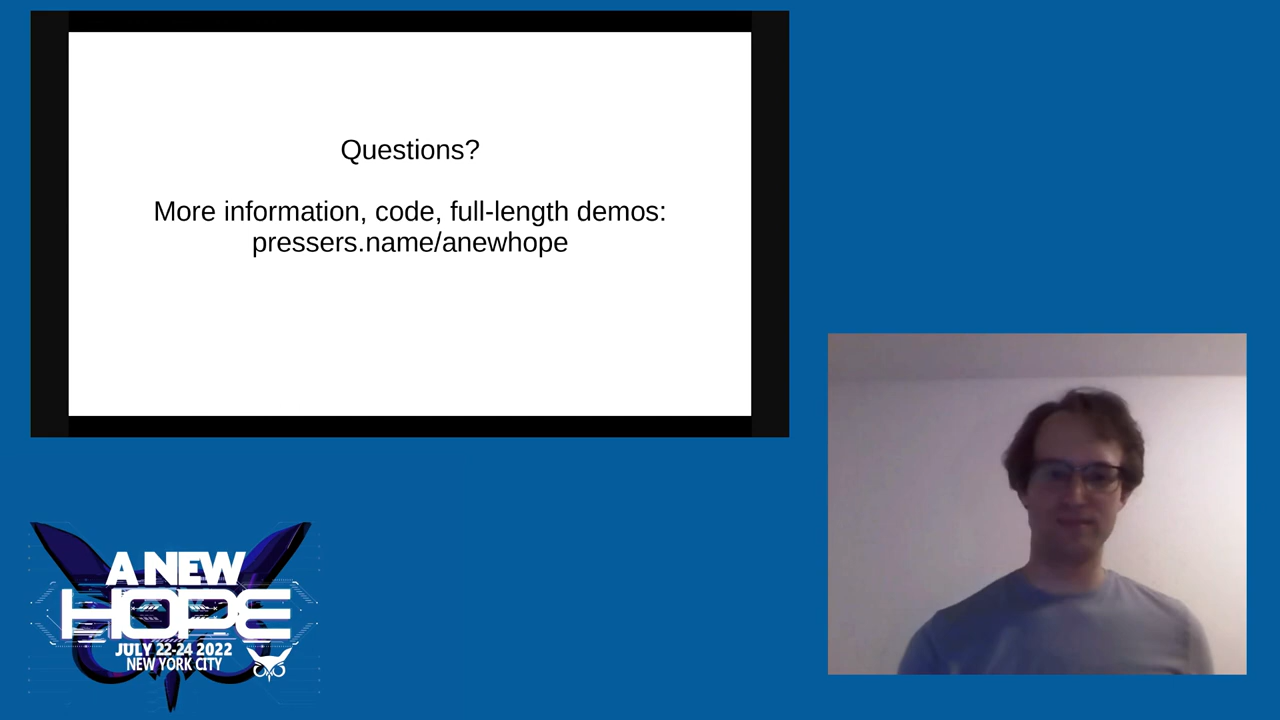 Questions?
More information, code, full-length demos:
pressers.name/anewhope
A NEW
HOPE
JULY 22-24 2022
NEW YORK CITY